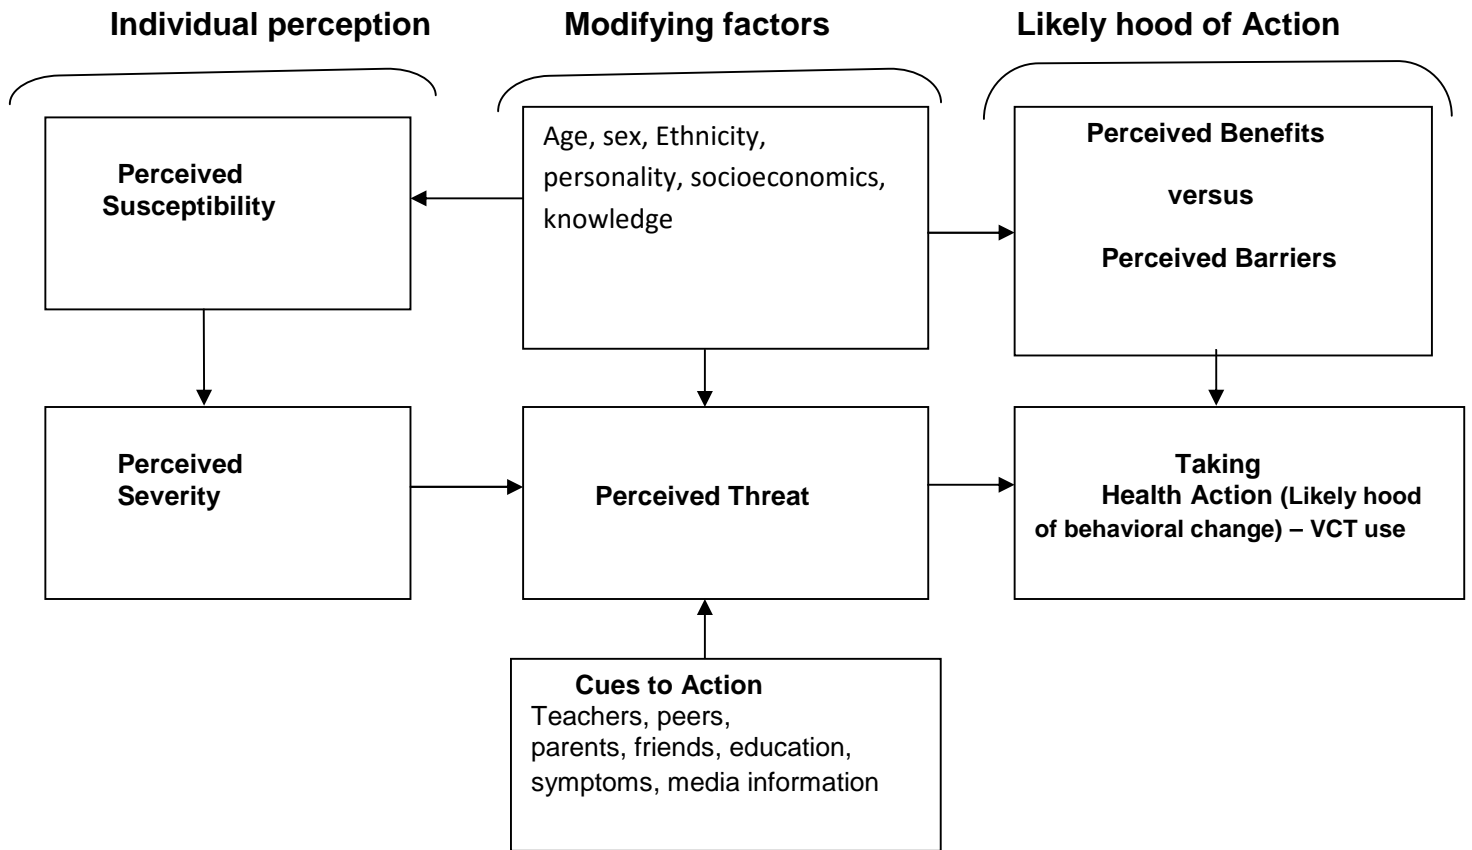 Individual perception
Modifying factors
Likely hood of Action
Perceived
Susceptibility
Age, sex, Ethnicity,
personality, socioeconomics,
knowledge
Perceived Benefits
versus
Perceived Barriers
Perceived
Severity
Perceived Threat
Taking
Health Action (Likely hood
of behavioral change) – VCT use
Cues to Action
Teachers, peers,
parents, friends, education,
symptoms, media information